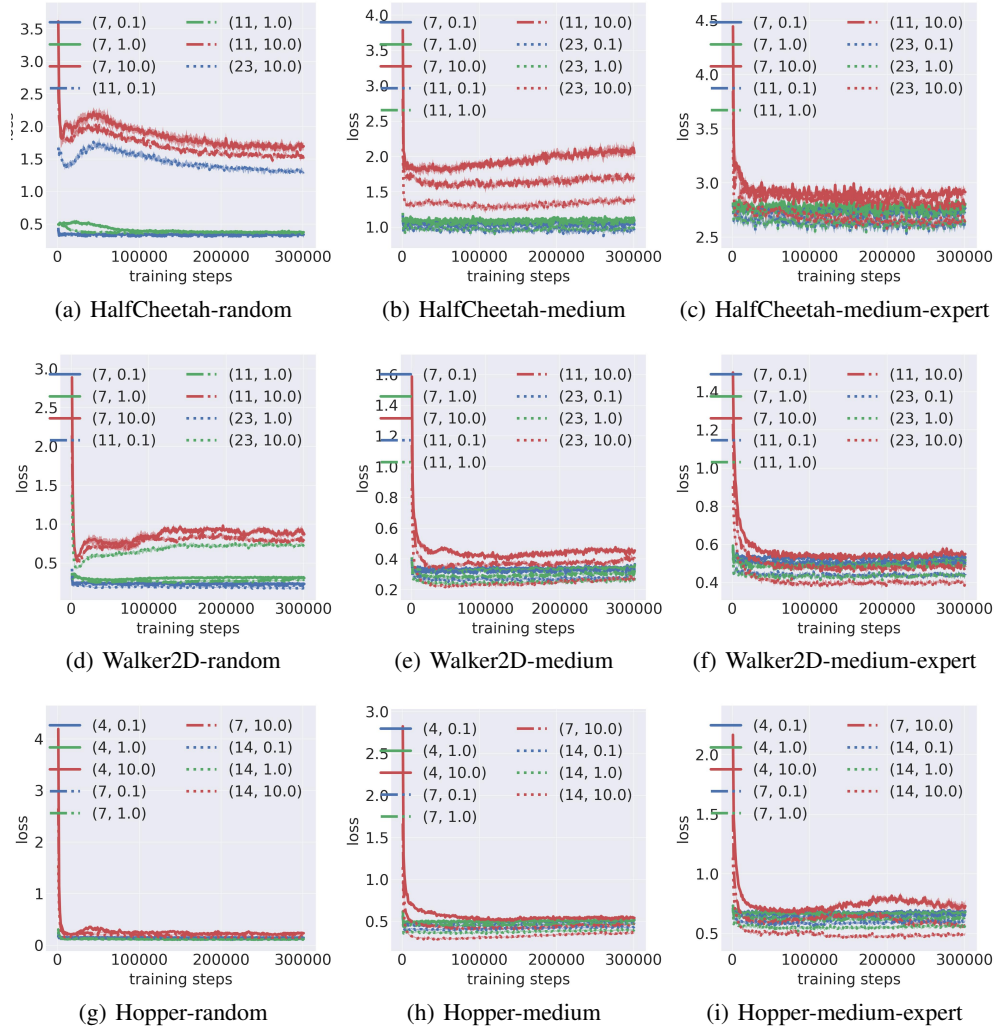 (7, 0.1) (11, 1.0)
(7, 1.0) (11, 10.0)
(7, 10.0) (23, 10.0)
(11, 0.1)
3.5
3.0
2.5
2.0
1.5
1.0
0.5
loss
0 100000 200000 300000
training steps
(a) HalfCheetah-random
4.0
(7, 0.1) (11, 10.0)
(7, 1.0) (23, 0.1)
(7, 10.0) (23, 1.0)
(11, 0.1) (23, 10.0)
(11, 1.0)
3.5
3.0
2.5
2.0
1.5
1.0
loss
0 100000 200000 300000
training steps
(b) HalfCheetah-medium
4.5
(7, 0.1) (11, 10.0)
(7, 1.0) (23, 0.1)
(7, 10.0) (23, 1.0)
(11, 0.1) (23, 10.0)
(11, 1.0)
4.0
3.5
3.0
2.5
loss
0 100000 200000 300000
training steps
(c) HalfCheetah-medium-expert
3.0
(7, 0.1) (11, 1.0)
(7, 1.0) (11, 10.0)
(7, 10.0) (23, 1.0)
(11, 0.1) (23, 10.0)
2.5
2.0
1.5
1.0
0.5
loss
0 100000 200000 300000
training steps
(d) Walker2D-random
1.6
(7, 0.1) (11, 10.0)
(7, 1.0) (23, 0.1)
(7, 10.0) (23, 1.0)
(11, 0.1) (23, 10.0)
(11, 1.0)
1.4
1.2
1.0
0.8
0.6
0.4
0.2
loss
0 100000 200000 300000
training steps
(e) Walker2D-medium
(7, 0.1) (11, 10.0)
(7, 1.0) (23, 0.1)
(7, 10.0) (23, 1.0)
(11, 0.1) (23, 10.0)
(11, 1.0)
1.4
1.2
1.0
0.8
0.6
0.4
loss
0 100000 200000 300000
training steps
(f) Walker2D-medium-expert
(4, 0.1) (7, 10.0)
(4, 1.0) (14, 0.1)
(4, 10.0) (14, 1.0)
(7, 0.1) (14, 10.0)
(7, 1.0)
4
3
2
1
0
loss
0 100000 200000 300000
training steps
(g) Hopper-random
3.0
(4, 0.1) (7, 10.0)
(4, 1.0) (14, 0.1)
(4, 10.0) (14, 1.0)
(7, 0.1) (14, 10.0)
(7, 1.0)
2.5
2.0
1.5
1.0
0.5
loss
0 100000 200000 300000
training steps
(h) Hopper-medium
(4, 0.1) (7, 10.0)
(4, 1.0) (14, 0.1)
(4, 10.0) (14, 1.0)
(7, 0.1) (14, 10.0)
(7, 1.0)
2.0
1.5
1.0
0.5
loss
0 100000 200000 300000
training steps
(i) Hopper-medium-expert